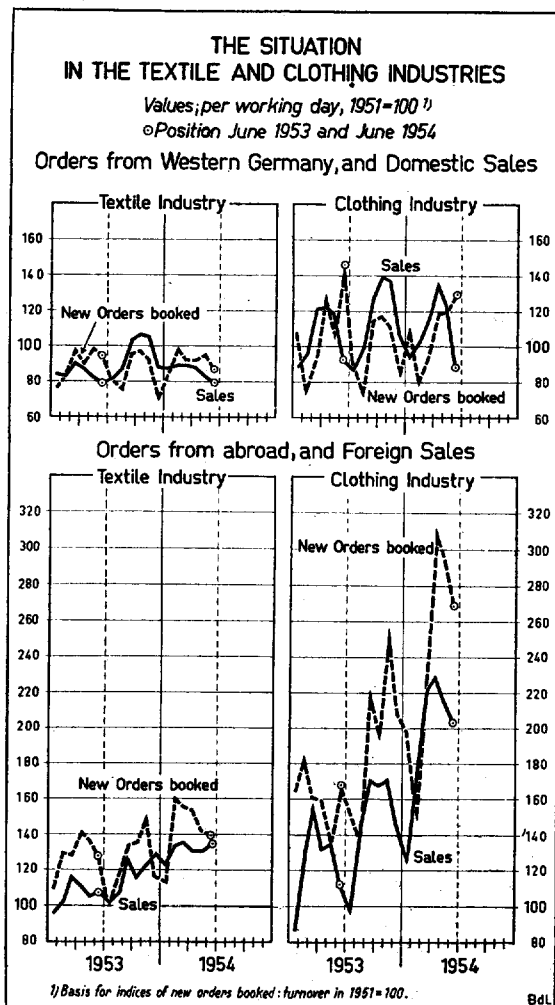 THE SITUATION
IN THE TEXTILE AND CLOTHING INDUSTRIES
Values; per working day, 1951=100 ¹⁾
⊙Position June 1953 and June 1954
Orders from Western Germany, and Domestic Sales
Textile Industry
Clothing Industry
160
140
120
100
80
60
New Orders booked
Sales
Sales
New Orders booked
160
140
120
100
80
60
Orders from abroad, and Foreign Sales
Textile Industry
Clothing Industry
320
300
280
260
240
220
200
180
160
140
120
100
80
New Orders booked
Sales
New Orders booked
Sales
320
300
280
260
240
220
200
180
160
140
120
100
80
1953
1954
1953
1954
1) Basis for indices of new orders booked: turnover in 1951=100.
BdL